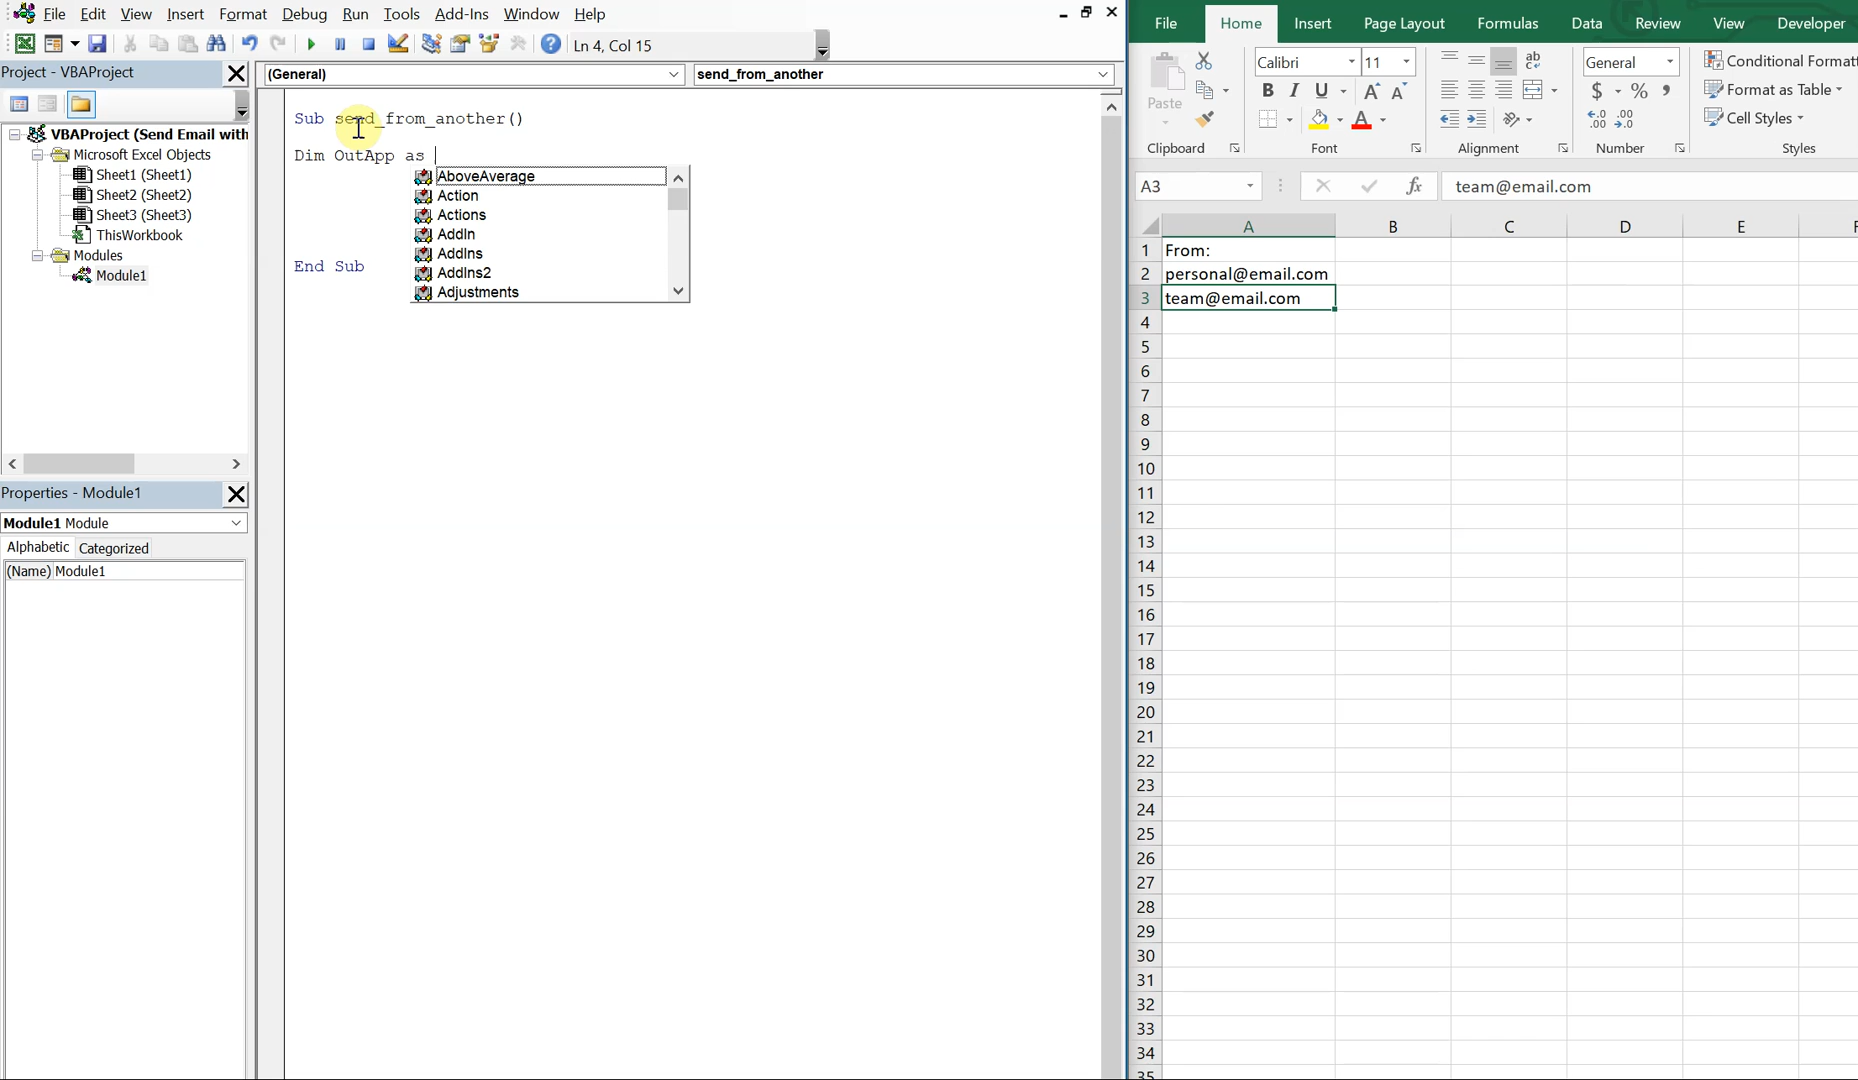 File Edit View Insert Format Debug Run Tools Add-Ins Window Help
Ln 4, Col 15
Project - VBAProject
VBAProject (Send Email with
Microsoft Excel Objects
Sheet1 (Sheet1)
Sheet2 (Sheet2)
Sheet3 (Sheet3)
ThisWorkbook
Modules
Module1
Properties - Module1
Module1 Module
Alphabetic Categorized
(Name) Module1
(General) send_from_another
Sub send_from_another()
Dim OutApp as
AboveAverage
Action
Actions
AddIn
AddIns
AddIns2
Adjustments
End Sub
File Home Insert Page Layout Formulas Data Review View Developer
Paste
Calibri 11
B I U
A A
A
ab
General
$ % ,
Conditional Formatt
Format as Table
Cell Styles
Clipboard Font Alignment Number Styles
A3 fx team@email.com
A B C D E F
1 From:
2 personal@email.com
3 team@email.com
4
5
6
7
8
9
10
11
12
13
14
15
16
17
18
19
20
21
22
23
24
25
26
27
28
29
30
31
32
33
34
35